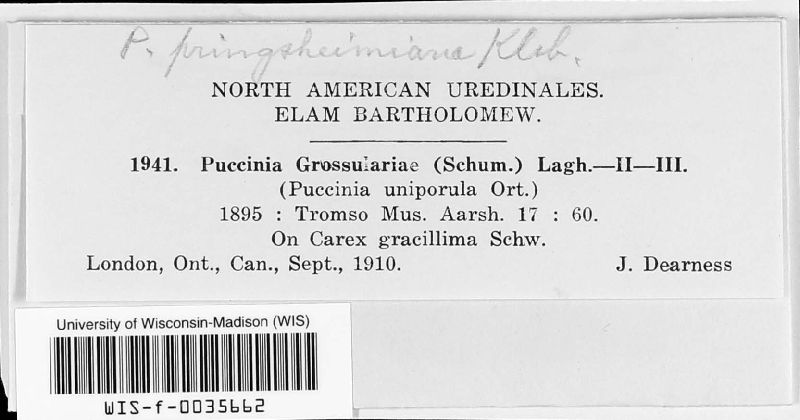 P. pringsheimiana Kleb.
NORTH AMERICAN UREDINALES.
ELAM BARTHOLOMEW.
1941. Puccinia Grossulariae (Schum.) Lagh.—II—III.
(Puccinia uniporula Ort.)
1895 : Tromso Mus. Aarsh. 17 : 60.
On Carex gracillima Schw.
London, Ont., Can., Sept., 1910. J. Dearness
University of Wisconsin-Madison (WIS)
WIS-f-0035662